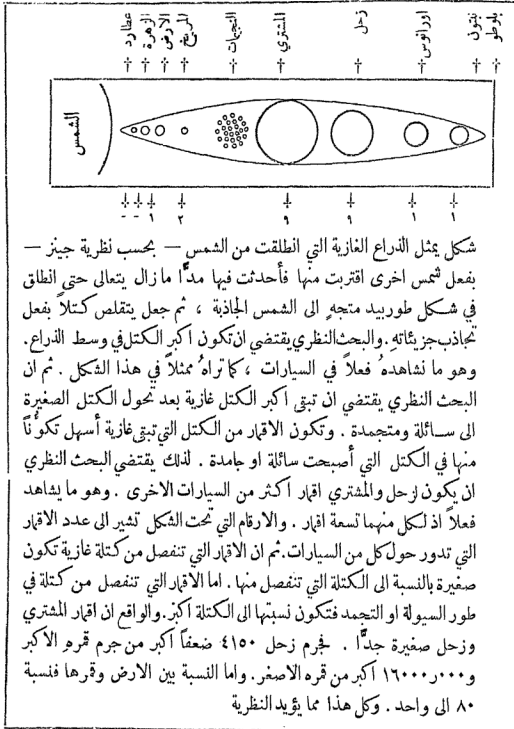 عطارد
الزهرة
الارض
المريخ
النجيمات
المشتري
زحل
اورانوس
نبتون
بلوطو
الشمس
- - ١ ٢ ٩ ٩ ١ ١
شكل يمثل الذراع الغازية التي انطلقت من الشمس — بحسب نظرية جينز —
بفعل شمس اخرى اقتربت منها فأحدثت فيها مدًّا ما زال يتعالى حتى انطلق
في شكل طوربيد متجهٍ الى الشمس الجاذبة ، ثم جعل يتقلص كتلاً بفعل
تجاذب جزيئاتهِ . والبحث النظري يقتضي ان تكون اكبر الكتل في وسط الذراع.
وهو ما نشاهدهُ فعلاً في السيارات ، كما تراهُ ممثلاً في هذا الشكل . ثم ان
البحث النظري يقتضي ان تبقى اكبر الكتل غازية بعد تحول الكتل الصغيرة
الى سائلة ومتجمدة . وتكون الاقمار من الكتل التي تبقى غازية أسهل تكوُّناً
منها في الكتل التي أصبحت سائلة او جامدة . لذلك يقتضي البحث النظري
ان يكون لزحل والمشتري اقمار اكثر من السيارات الاخرى . وهو ما يشاهد
فعلاً اذ لكل منهما تسعة اقمار . والارقام التي تحت الشكل تشير الى عدد الاقمار
التي تدور حول كل من السيارات. ثم ان الاقمار التي تنفصل من كتلة غازية تكون
صغيرة بالنسبة الى الكتلة التي تنفصل منها . اما الاقمار التي تنفصل من كتلة في
طور السيولة او التجمد فتكون نسبتها الى الكتلة اكبر. والواقع ان اقمار المشتري
وزحل صغيرة جدًّا . فجرم زحل ٤١٥٠ ضعفاً اكبر من جرم قمرهِ الاكبر
و١٦٠٠٠ر٠٠٠ اكبر من قمره الاصغر. واما النسبة بين الارض وقمرها فنسبة
٨٠ الى واحد . وكل هذا مما يؤيد النظرية